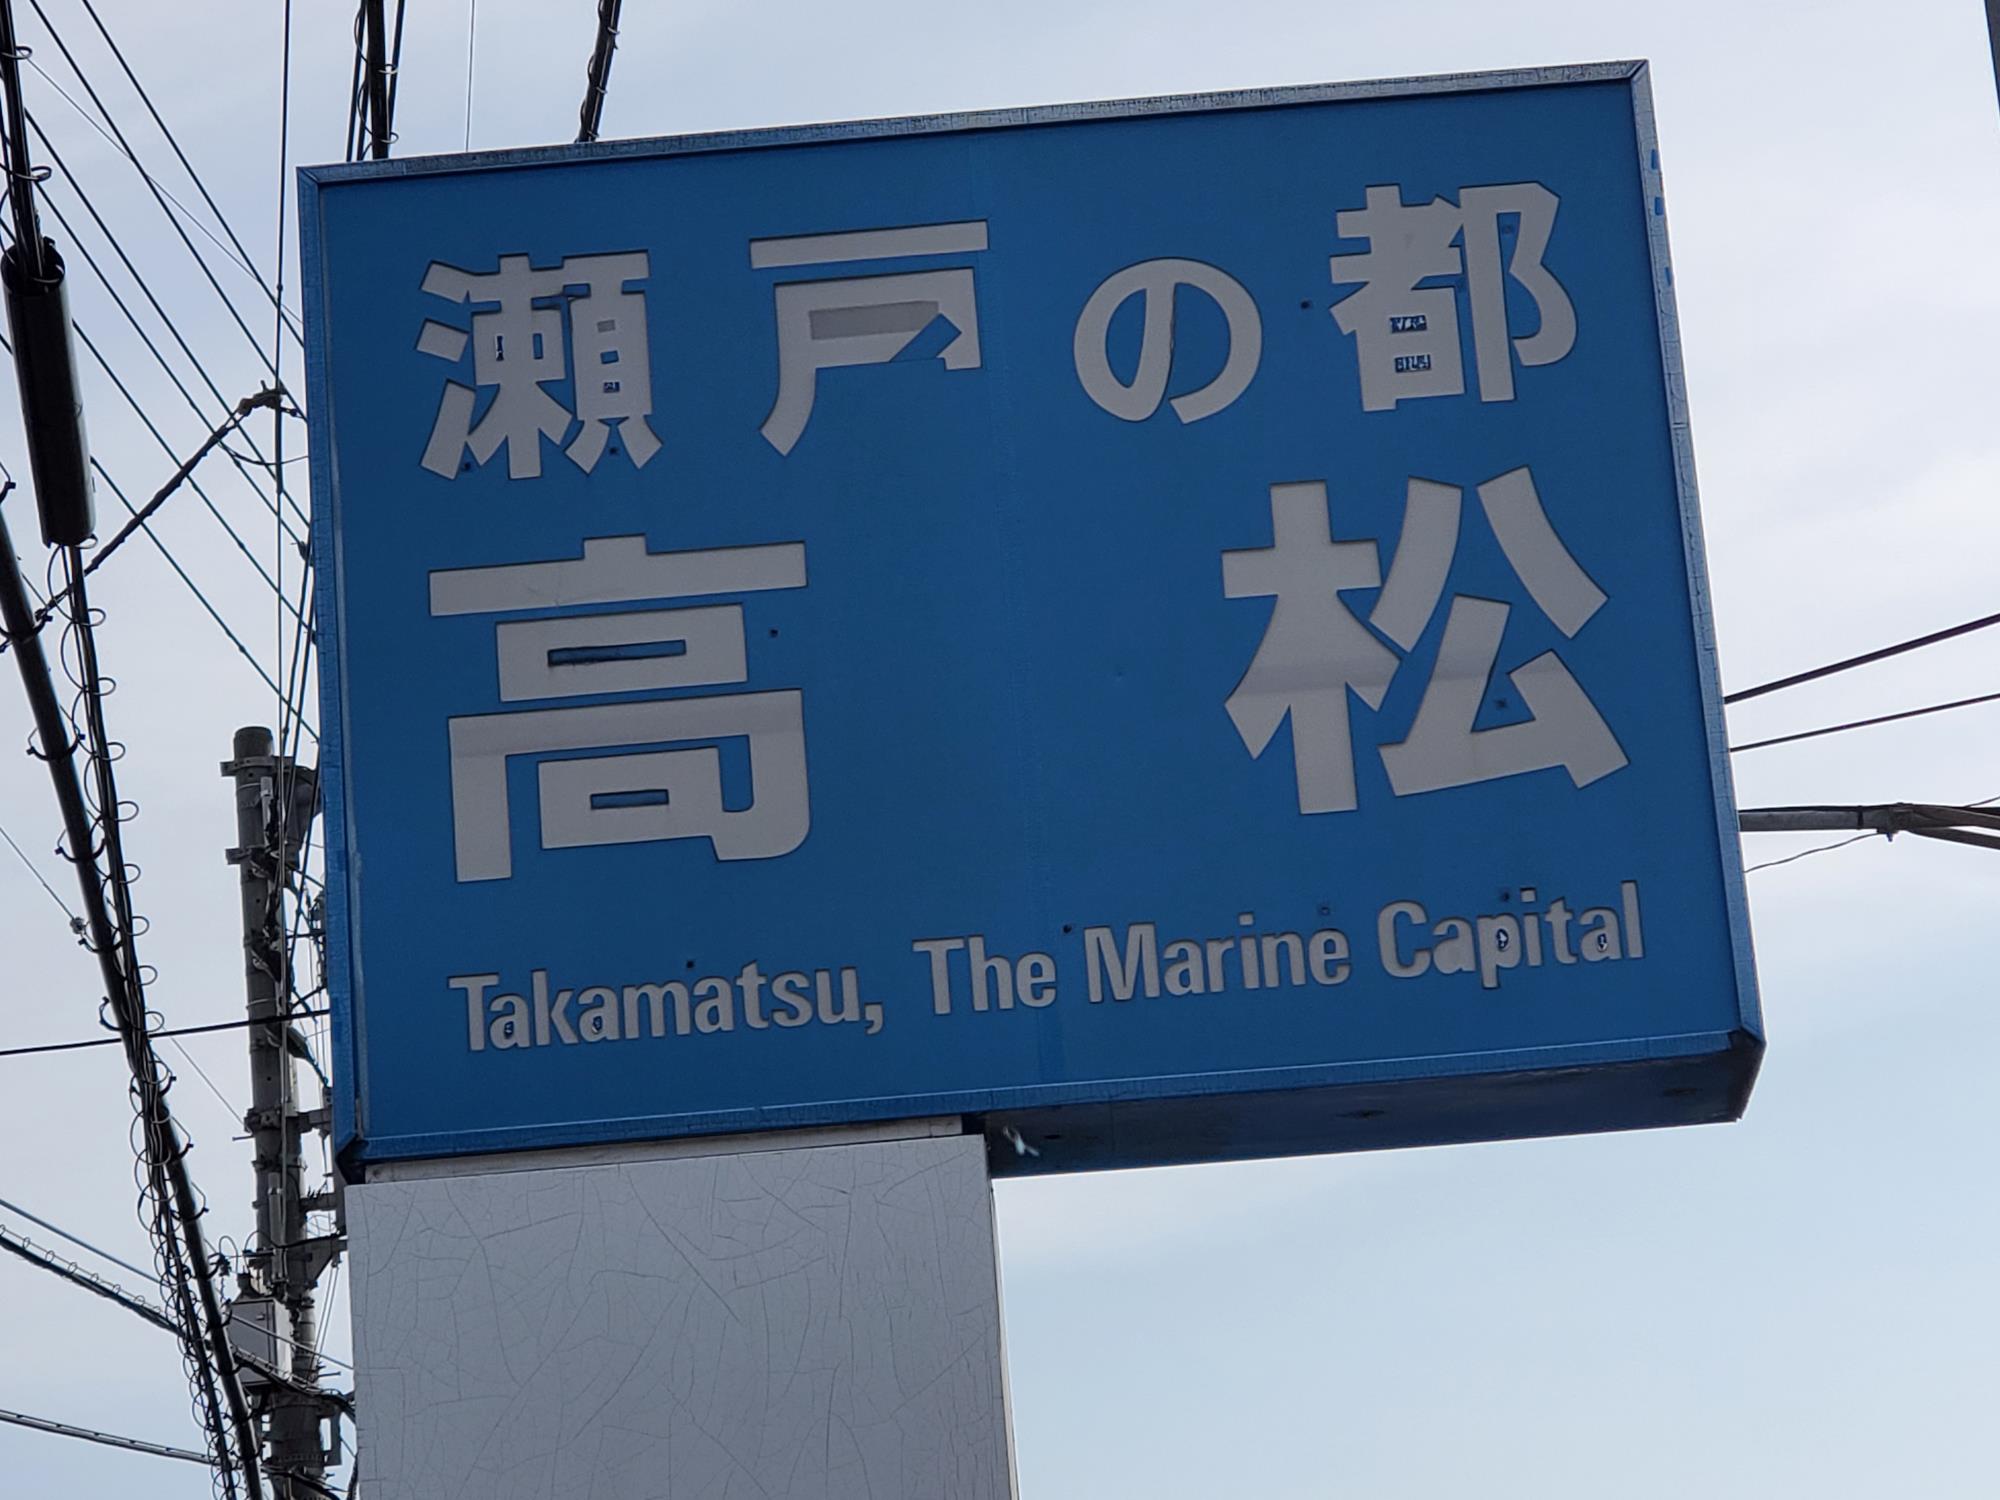 瀬戸の都
高松
Takamatsu, The Marine Capital